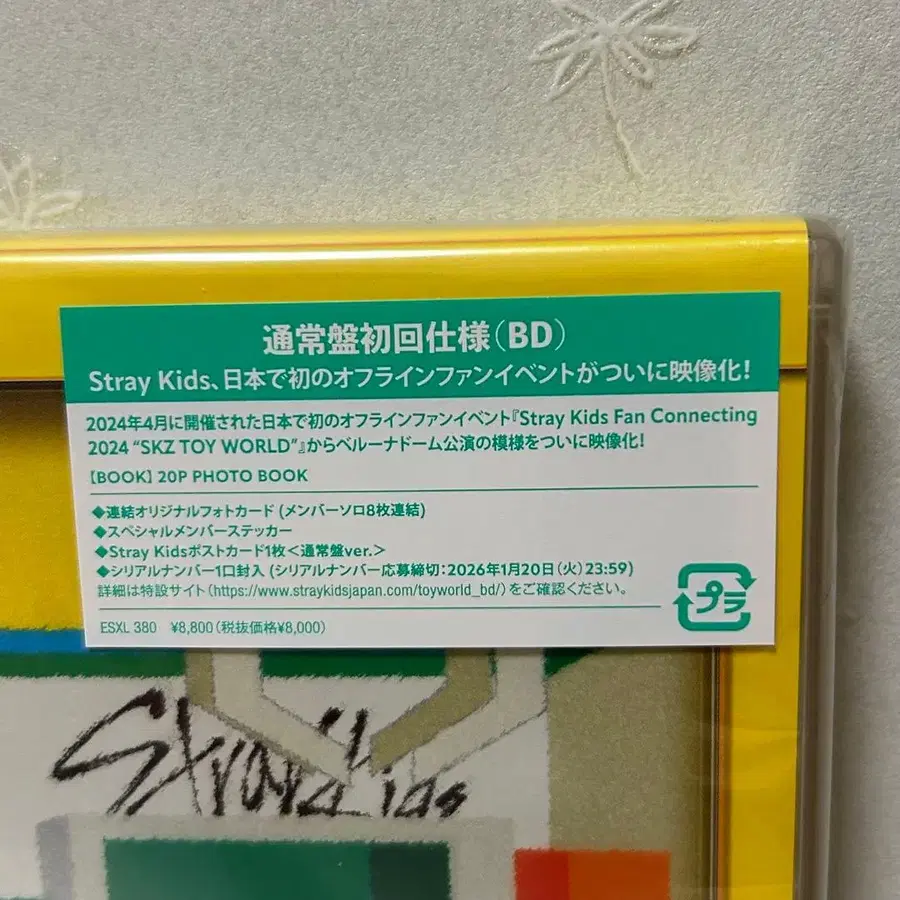 通常盤初回仕様(BD)
Stray Kids、日本で初のオフラインファンイベントがついに映像化!
2024年4月に開催された日本で初のオフラインファンイベント『Stray Kids Fan Connecting
2024 “SKZ TOY WORLD”』からベルーナドーム公演の模様をついに映像化!
【BOOK】20P PHOTO BOOK
◆連結オリジナルフォトカード (メンバーソロ8枚連結)
◆スペシャルメンバーステッカー
◆Stray Kidsポストカード1枚<通常盤ver.>
◆シリアルナンバー1口封入 (シリアルナンバー応募締切:2026年1月20日(火)23:59)
詳細は特設サイト(https://www.straykidsjapan.com/toyworld_bd/)をご確認ください。
プラ
ESXL 380 ¥8,800(税抜価格¥8,000)
Stray Kids